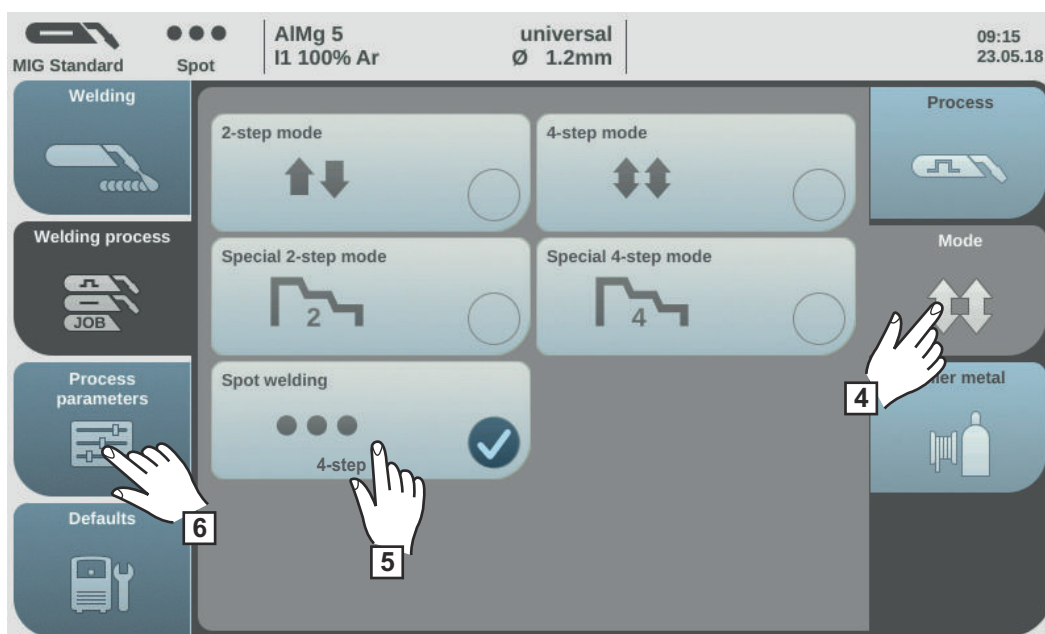 MIG Standard
Spot
AlMg 5
I1 100% Ar
universal
Ø 1.2mm
09:15
23.05.18
Welding
Welding process
JOB
Process
parameters
Defaults
2-step mode
4-step mode
Special 2-step mode
2
Special 4-step mode
4
Spot welding
4-step
Process
Mode
metal
4
5
6